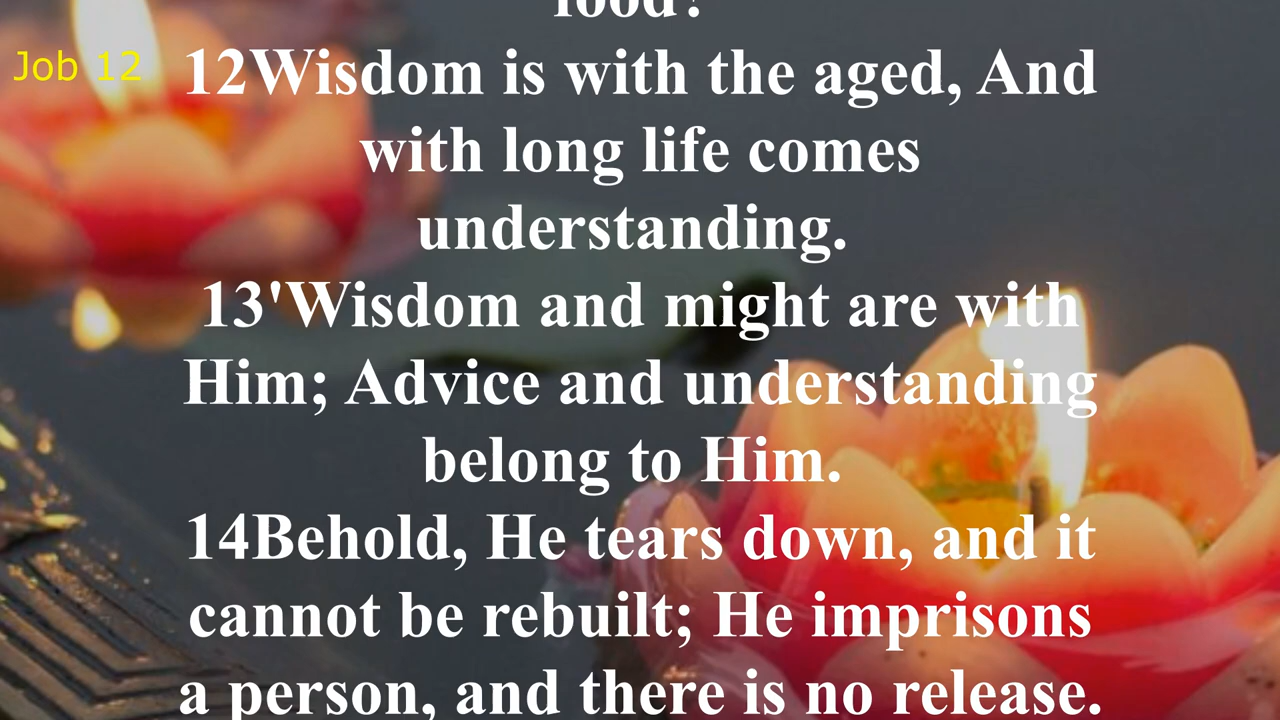 food?
Job 12
12Wisdom is with the aged, And
with long life comes
understanding.
13'Wisdom and might are with
Him; Advice and understanding
belong to Him.
14Behold, He tears down, and it
cannot be rebuilt; He imprisons
a person, and there is no release.